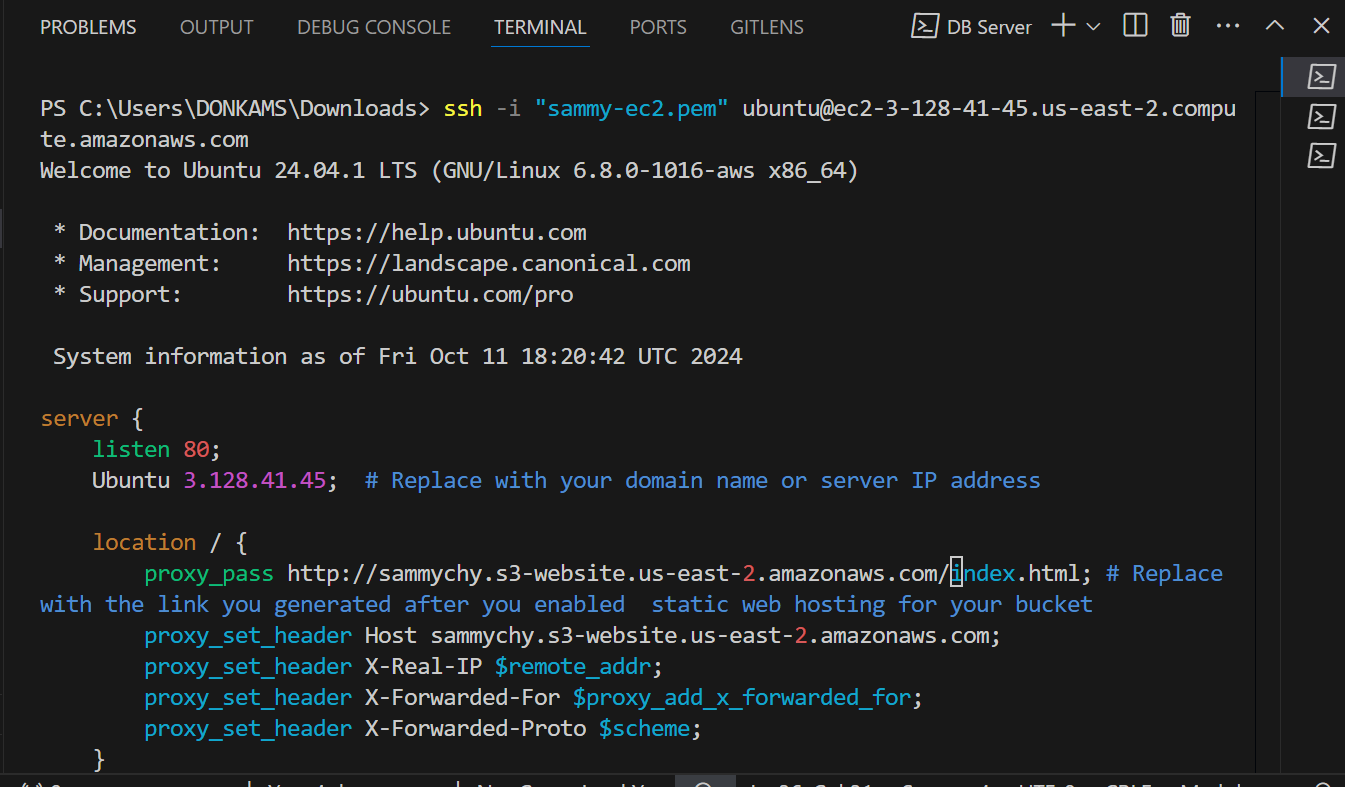 PROBLEMS OUTPUT DEBUG CONSOLE TERMINAL PORTS GITLENS DB Server
PS C:\Users\DONKAMS\Downloads> ssh -i "sammy-ec2.pem" ubuntu@ec2-3-128-41-45.us-east-2.compu
te.amazonaws.com
Welcome to Ubuntu 24.04.1 LTS (GNU/Linux 6.8.0-1016-aws x86_64)
* Documentation: https://help.ubuntu.com
* Management: https://landscape.canonical.com
* Support: https://ubuntu.com/pro
System information as of Fri Oct 11 18:20:42 UTC 2024
server {
listen 80;
Ubuntu 3.128.41.45; # Replace with your domain name or server IP address
location / {
proxy_pass http://sammychy.s3-website.us-east-2.amazonaws.com/index.html; # Replace
with the link you generated after you enabled static web hosting for your bucket
proxy_set_header Host sammychy.s3-website.us-east-2.amazonaws.com;
proxy_set_header X-Real-IP $remote_addr;
proxy_set_header X-Forwarded-For $proxy_add_x_forwarded_for;
proxy_set_header X-Forwarded-Proto $scheme;
}